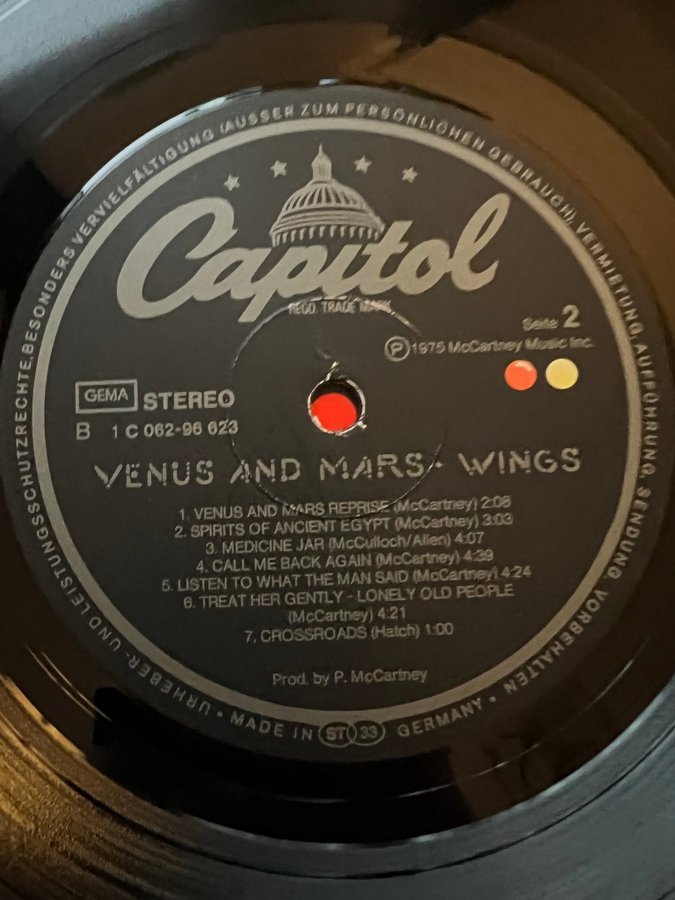 URHEBER- UND LEISTUNGSSCHUTZRECHTE, BESONDERS VERVIELFÄLTIGUNG (AUSSER ZUM PERSÖNLICHEN GEBRAUCH), VERMIETUNG, AUFFÜHRUNG, SENDUNG VORBEHALTEN
Capitol
REGD. TRADE MARK
Seite 2
Ⓟ 1975 McCartney Music Inc.
GEMA STEREO
B 1 C 062-96 623
VENUS AND MARS - WINGS
1. VENUS AND MARS REPRISE (McCartney) 2:08
2. SPIRITS OF ANCIENT EGYPT (McCartney) 3:03
3. MEDICINE JAR (McCulloch/Allen) 4:07
4. CALL ME BACK AGAIN (McCartney) 4:39
5. LISTEN TO WHAT THE MAN SAID (McCartney) 4:24
6. TREAT HER GENTLY - LONELY OLD PEOPLE
(McCartney) 4:21
7. CROSSROADS (Hatch) 1:00
Prod. by P. McCartney
• MADE IN ST 33 GERMANY •